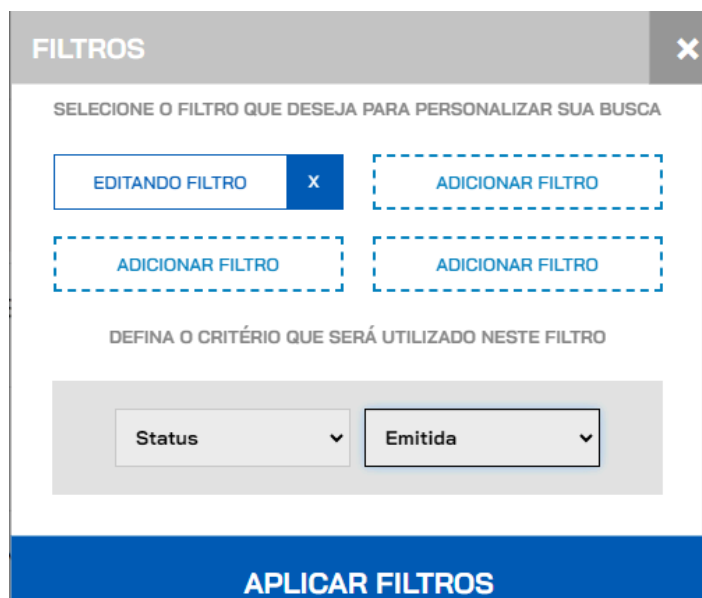 FILTROS
SELECIONE O FILTRO QUE DESEJA PARA PERSONALIZAR SUA BUSCA
EDITANDO FILTRO X
ADICIONAR FILTRO
ADICIONAR FILTRO
ADICIONAR FILTRO
DEFINA O CRITÉRIO QUE SERÁ UTILIZADO NESTE FILTRO
Status
Emitida
APLICAR FILTROS